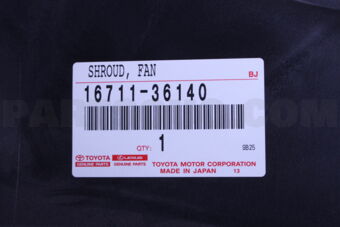 SHROUD, FAN
BJ
16711-36140
QTY: 1
9B25
TOYOTA LEXUS
GENUINE PARTS GENUINE PARTS
TOYOTA MOTOR CORPORATION
MADE IN JAPAN 13